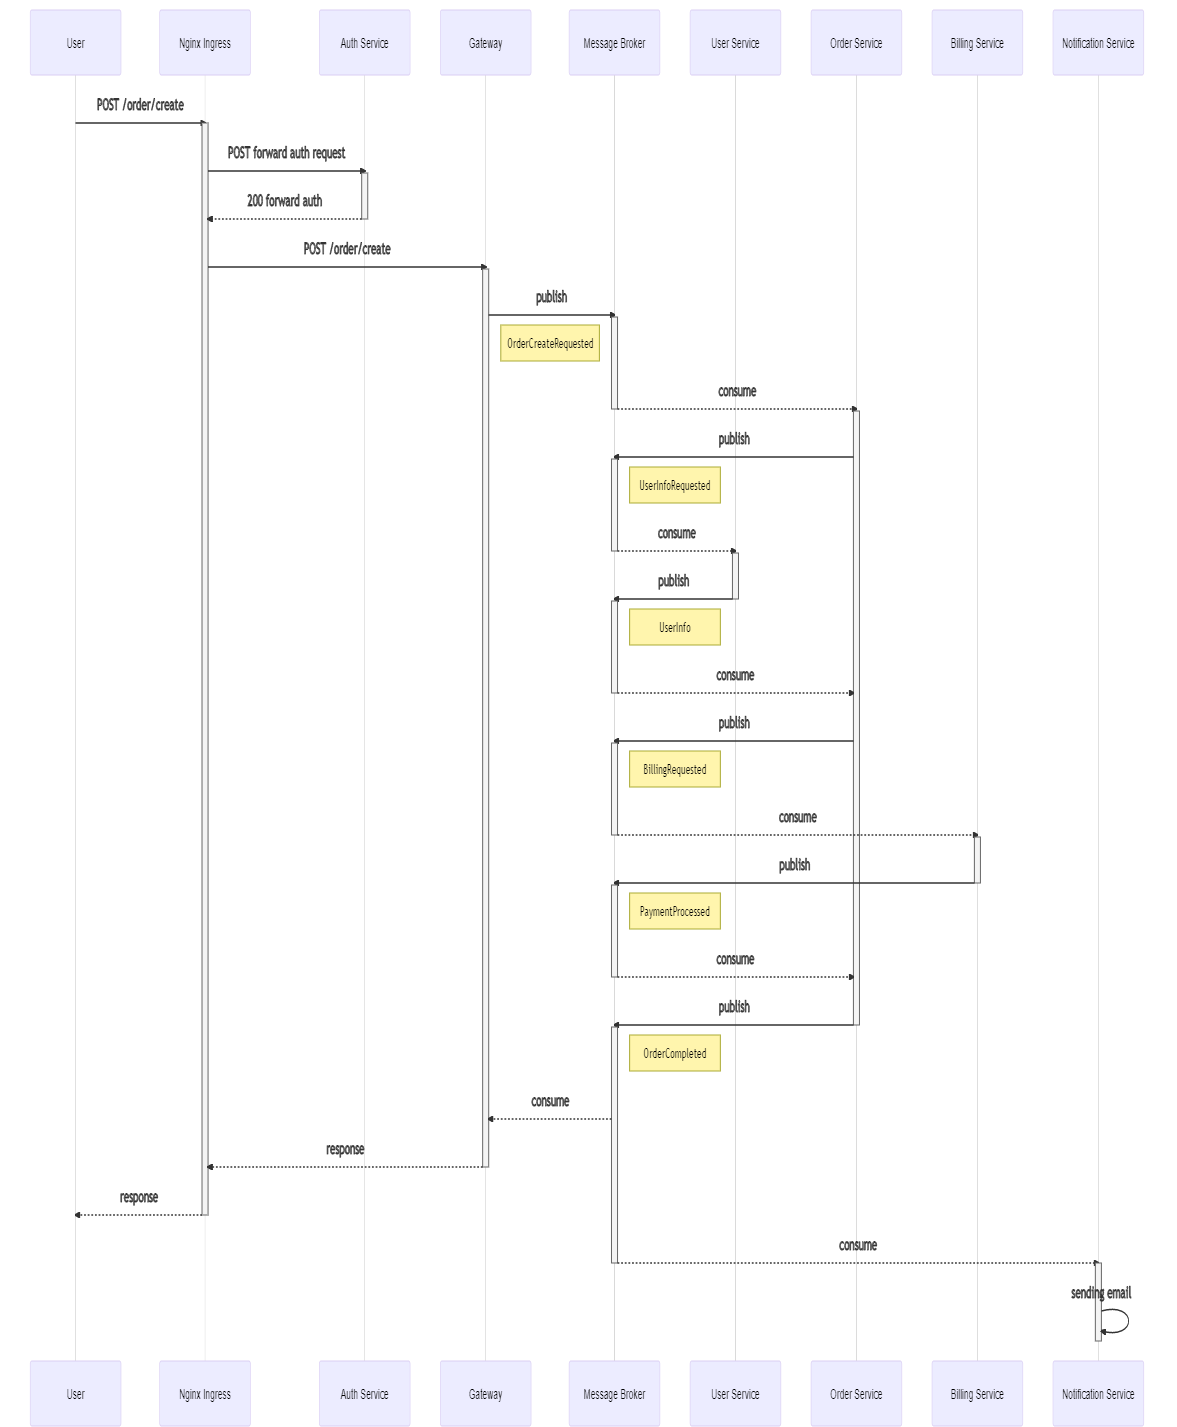 User
Nginx Ingress
Auth Service
Gateway
Message Broker
User Service
Order Service
Billing Service
Notification Service
POST /order/create
POST forward auth request
200 forward auth
POST /order/create
publish
OrderCreateRequested
consume
publish
UserInfoRequested
consume
publish
UserInfo
consume
publish
BillingRequested
consume
publish
PaymentProcessed
consume
publish
OrderCompleted
consume
response
response
consume
sending email
User
Nginx Ingress
Auth Service
Gateway
Message Broker
User Service
Order Service
Billing Service
Notification Service